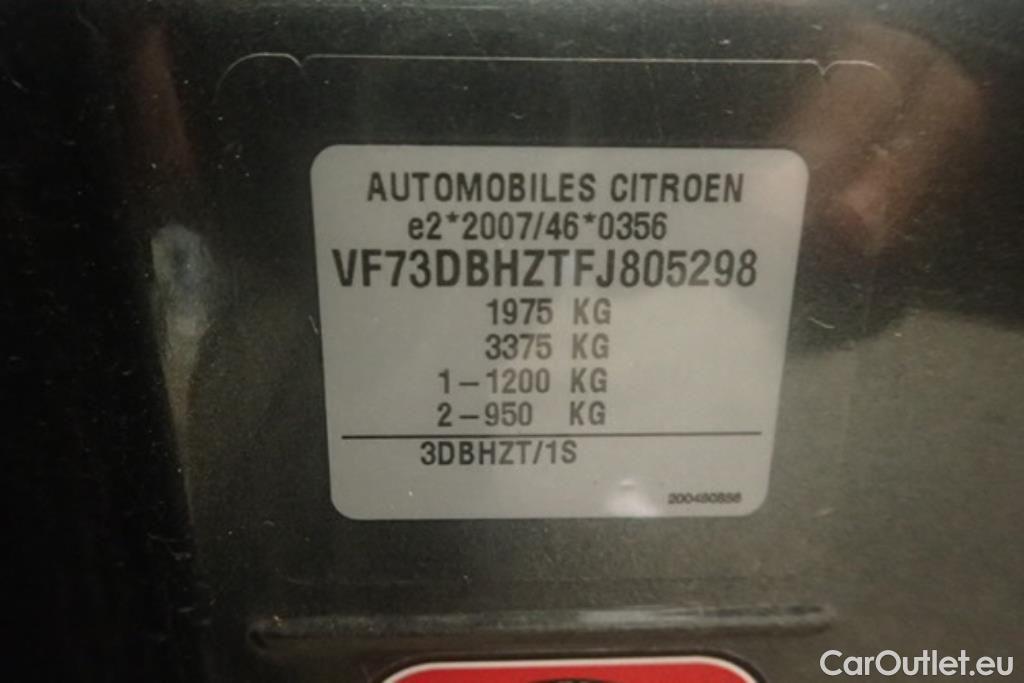 AUTOMOBILES CITROEN
e2*2007/46*0356
VF73DBHZTFJ805298
1975 KG
3375 KG
1-1200 KG
2-950 KG
3DBHZT/1S
200480886
CarOutlet.eu